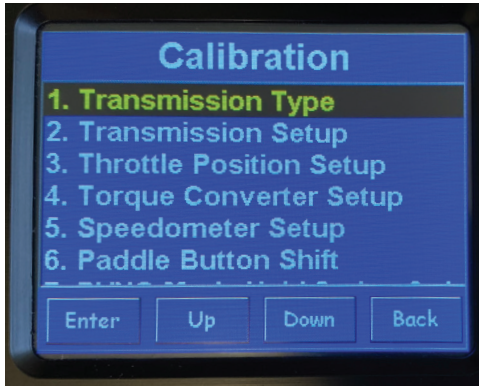 Calibration
1. Transmission Type
2. Transmission Setup
3. Throttle Position Setup
4. Torque Converter Setup
5. Speedometer Setup
6. Paddle Button Shift
Enter Up Down Back